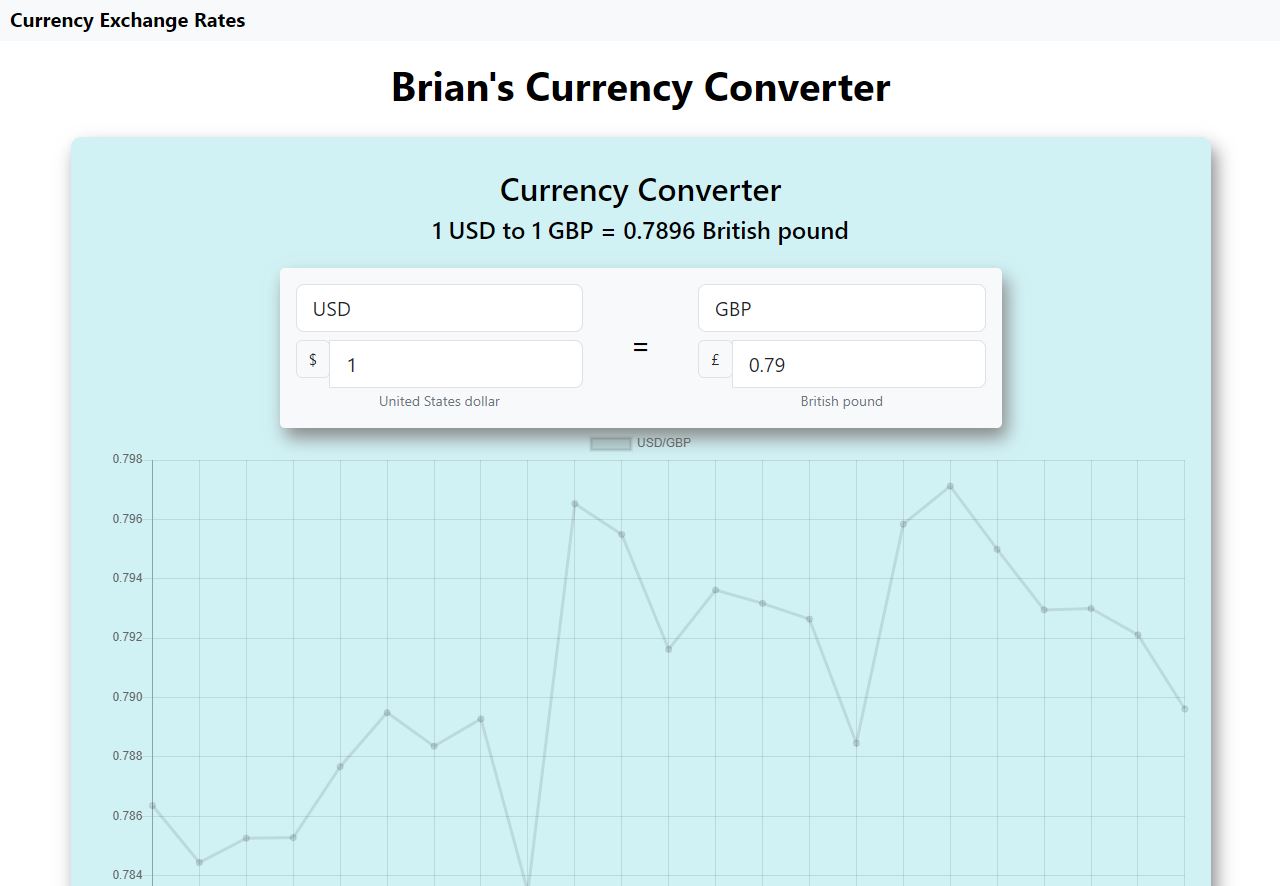 Currency Exchange Rates
Brian's Currency Converter
Currency Converter
1 USD to 1 GBP = 0.7896 British pound
USD
GBP
$
1
=
£
0.79
United States dollar
British pound
USD/GBP
0.798
0.796
0.794
0.792
0.790
0.788
0.786
0.784